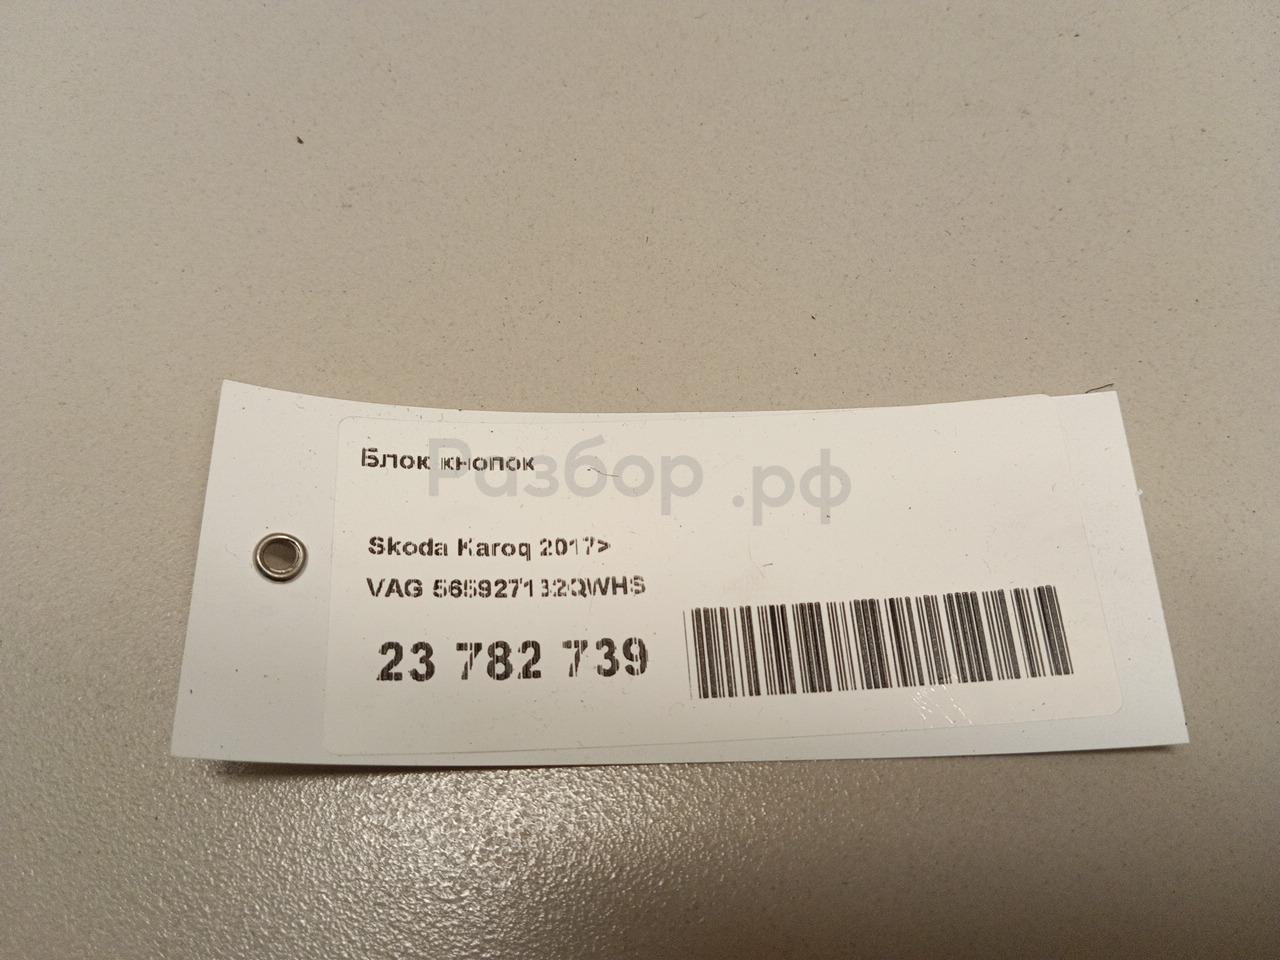 Блок кнопок
Разбор.рф
Skoda Karoq 2017>
VAG 565927132QWHS
23 782 739